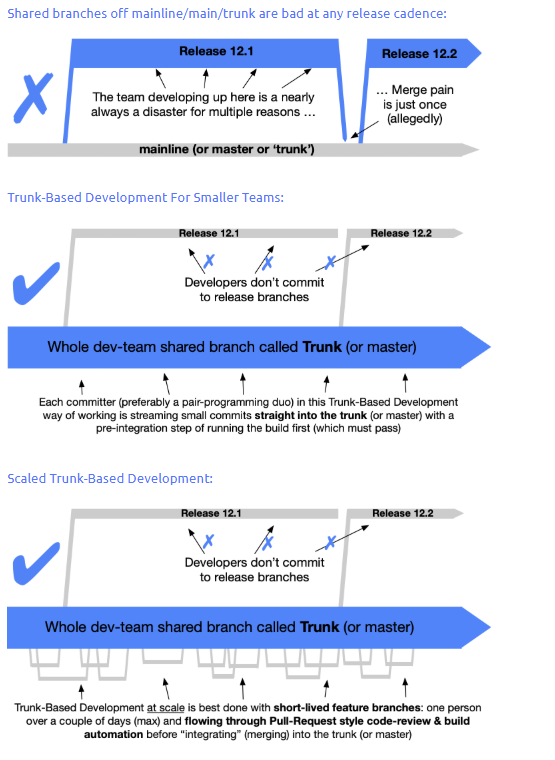 Shared branches off mainline/main/trunk are bad at any release cadence:
Release 12.1
Release 12.2
The team developing up here is a nearly
always a disaster for multiple reasons ...
... Merge pain
is just once
(allegedly)
mainline (or master or 'trunk')
Trunk-Based Development For Smaller Teams:
Release 12.1
Release 12.2
Developers don't commit
to release branches
Whole dev-team shared branch called Trunk (or master)
Each committer (preferably a pair-programming duo) in this Trunk-Based Development
way of working is streaming small commits straight into the trunk (or master) with a
pre-integration step of running the build first (which must pass)
Scaled Trunk-Based Development:
Release 12.1
Release 12.2
Developers don't commit
to release branches
Whole dev-team shared branch called Trunk (or master)
Trunk-Based Development at scale is best done with short-lived feature branches: one person
over a couple of days (max) and flowing through Pull-Request style code-review & build
automation before "integrating" (merging) into the trunk (or master)